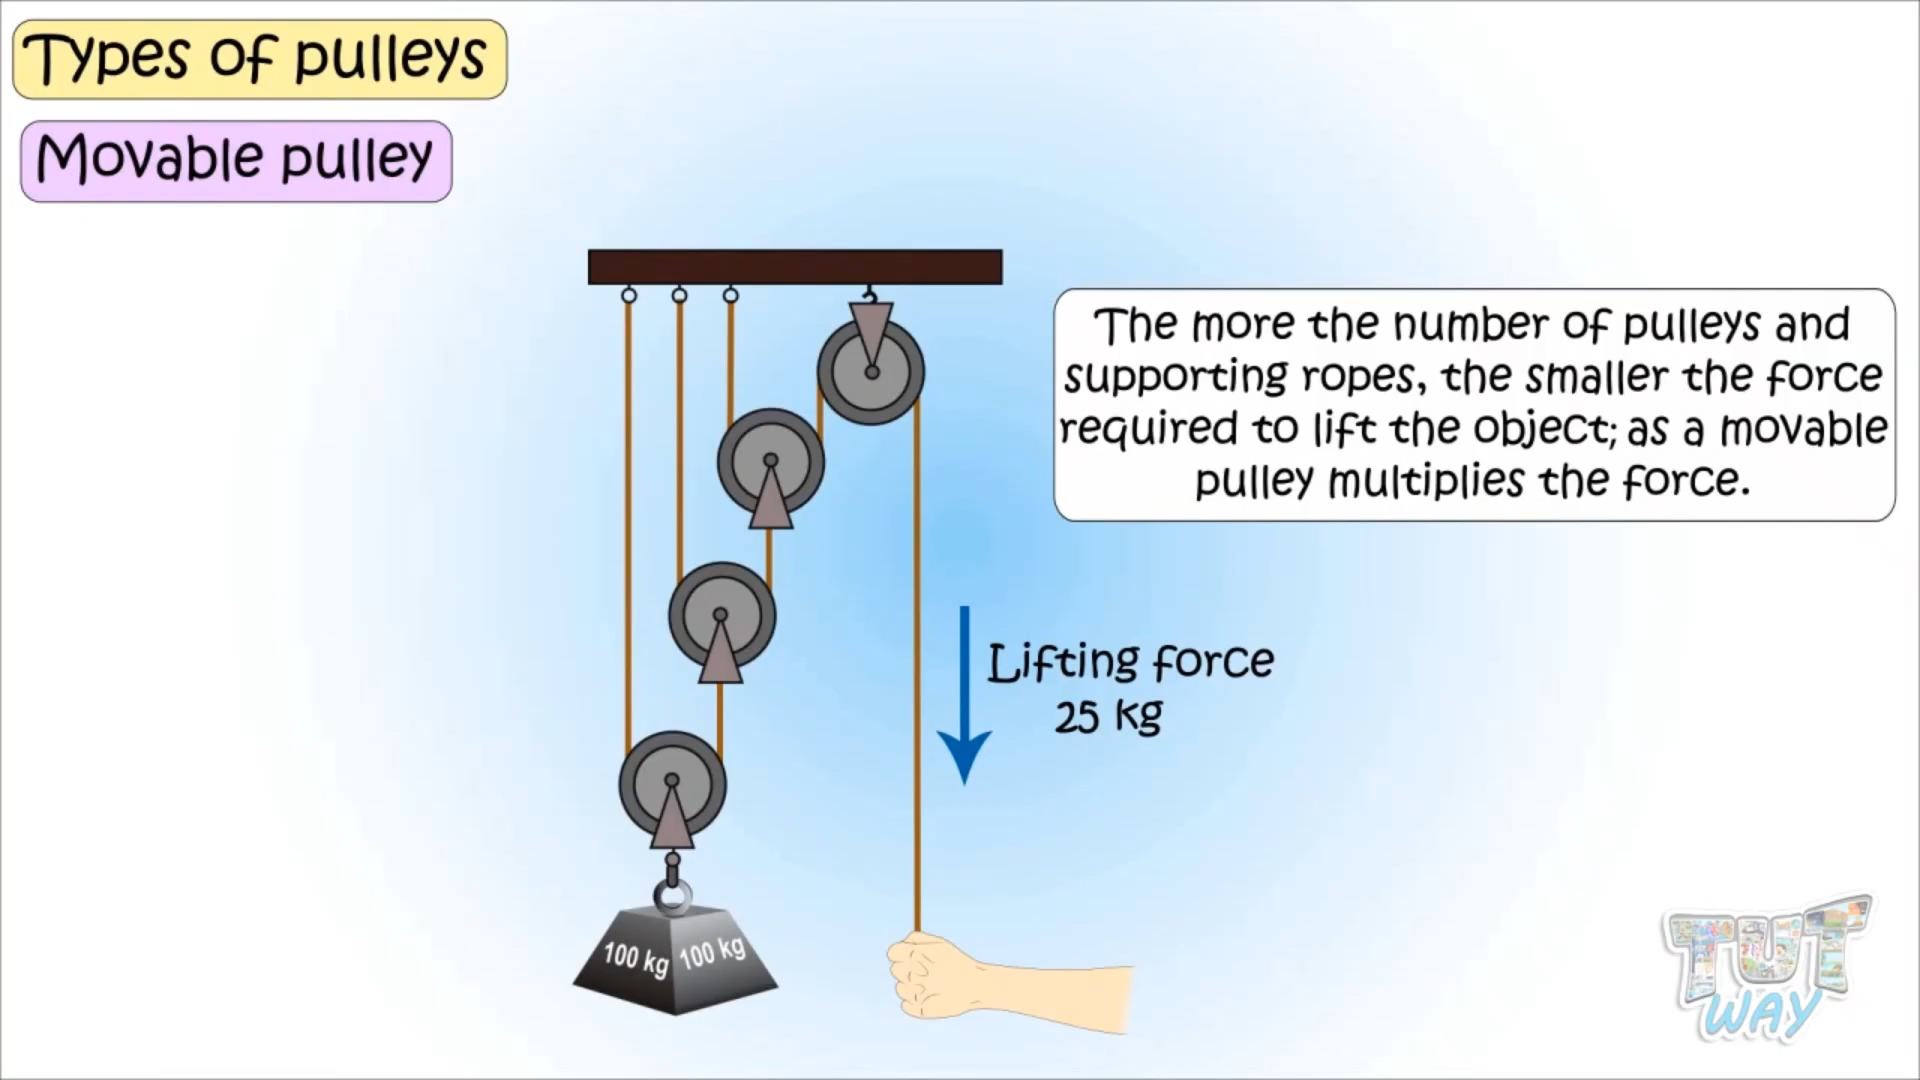 Types of pulleys
Movable pulley
The more the number of pulleys and
supporting ropes, the smaller the force
required to lift the object; as a movable
pulley multiplies the force.
Lifting force
25 kg
100 kg 100 kg
TUT
WAY